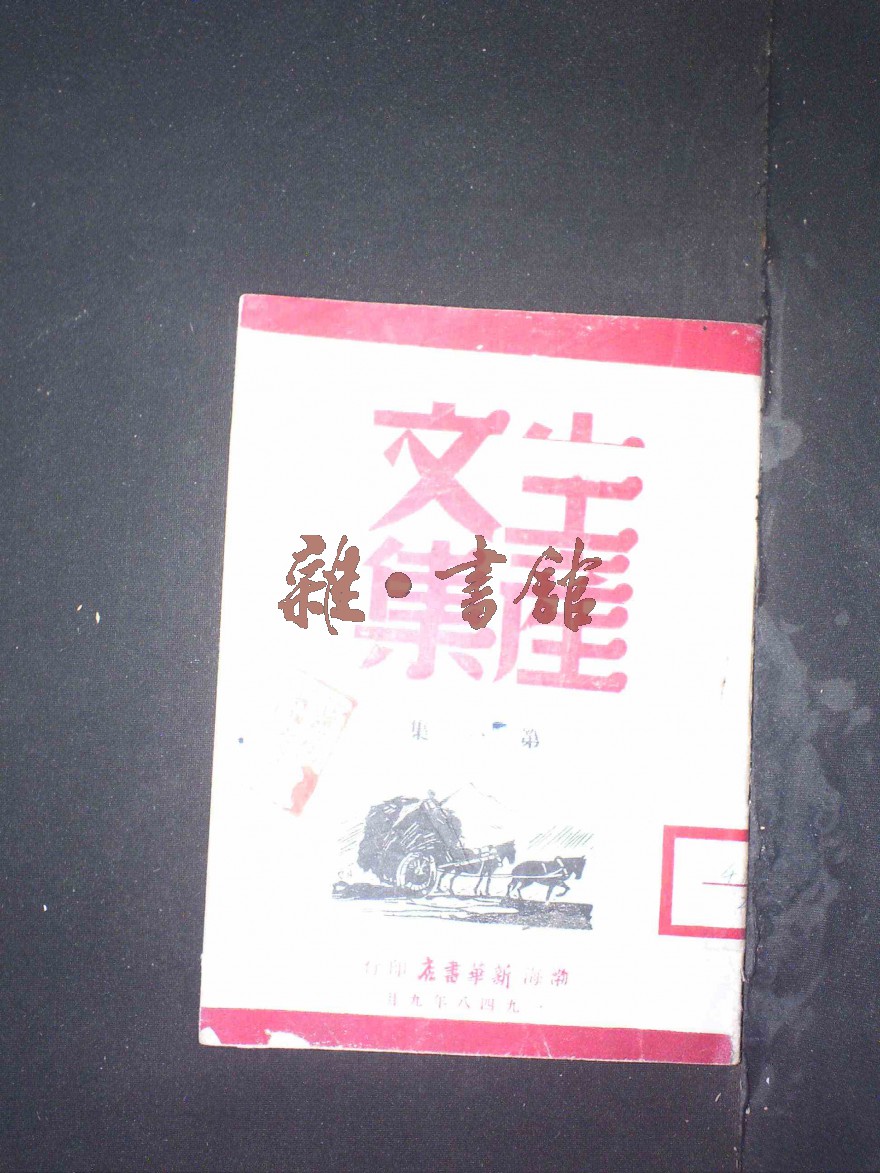 生產
文集
雜·書館
第 集
渤海新華書店印行
一九四八年九月